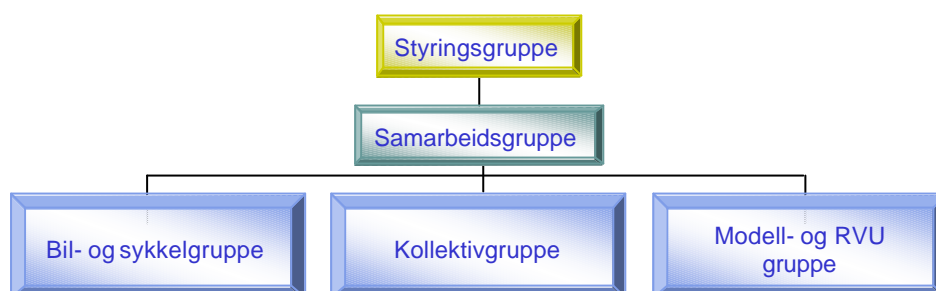 Styringsgruppe
Samarbeidsgruppe
Bil- og sykkelgruppe
Kollektivgruppe
Modell- og RVU
gruppe